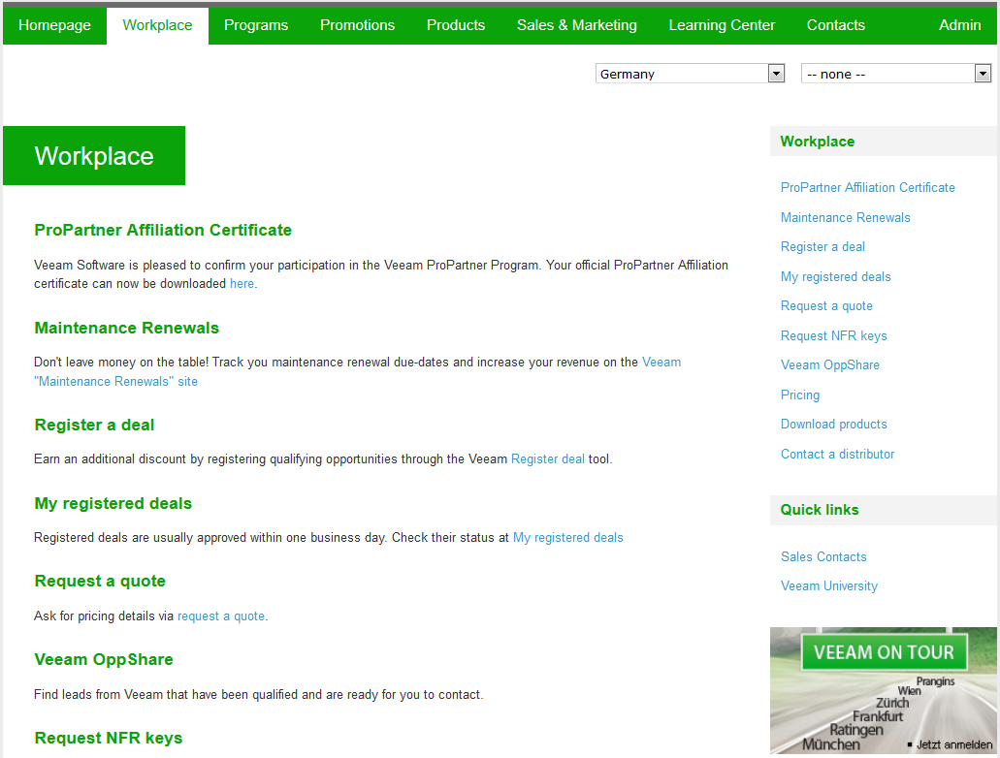 Homepage Workplace Programs Promotions Products Sales & Marketing Learning Center Contacts Admin
Germany -- none --
Workplace
ProPartner Affiliation Certificate
Veeam Software is pleased to confirm your participation in the Veeam ProPartner Program. Your official ProPartner Affiliation
certificate can now be downloaded here.
Maintenance Renewals
Don't leave money on the table! Track you maintenance renewal due-dates and increase your revenue on the Veeam
"Maintenance Renewals" site
Register a deal
Earn an additional discount by registering qualifying opportunities through the Veeam Register deal tool.
My registered deals
Registered deals are usually approved within one business day. Check their status at My registered deals
Request a quote
Ask for pricing details via request a quote.
Veeam OppShare
Find leads from Veeam that have been qualified and are ready for you to contact.
Request NFR keys
Workplace
ProPartner Affiliation Certificate
Maintenance Renewals
Register a deal
My registered deals
Request a quote
Request NFR keys
Veeam OppShare
Pricing
Download products
Contact a distributor
Quick links
Sales Contacts
Veeam University
VEEAM ON TOUR
Prangins
Wien
Zürich
Frankfurt
Ratingen
München
Jetzt anmelden